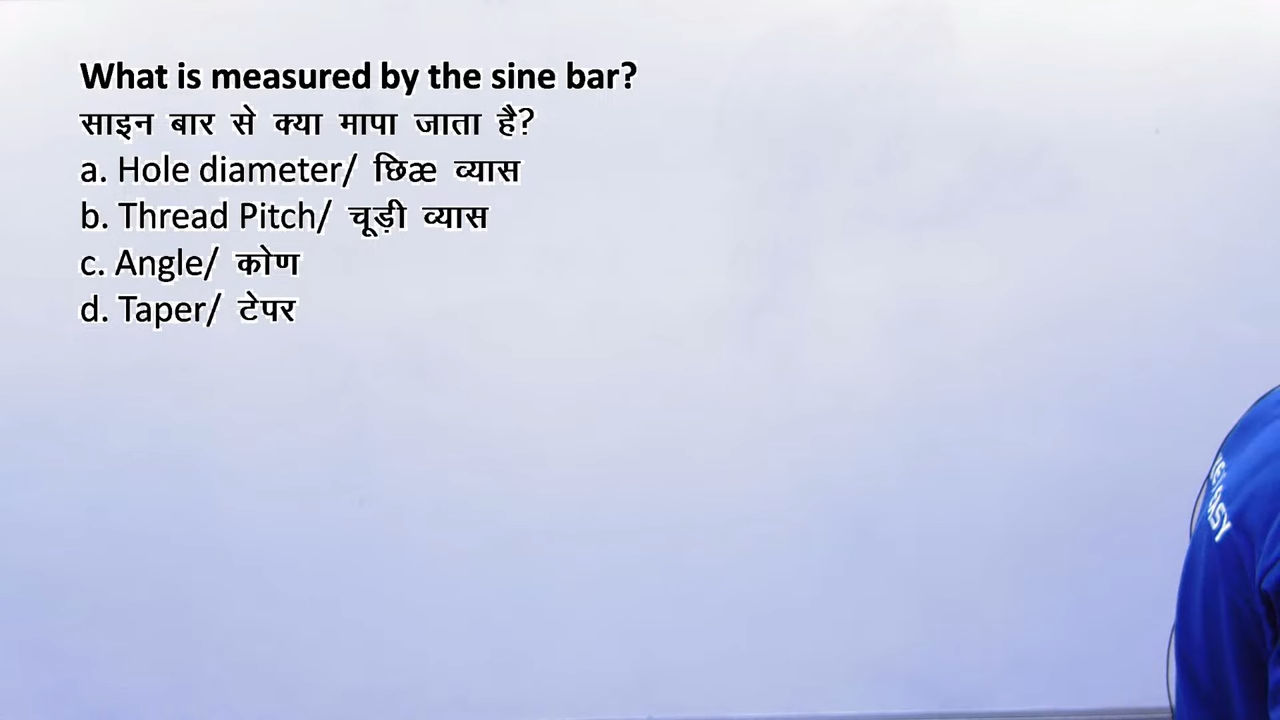 What is measured by the sine bar?
साइन बार से क्या मापा जाता है?
a. Hole diameter/ छिæ व्यास
b. Thread Pitch/ चूड़ी व्यास
c. Angle/ कोण
d. Taper/ टेपर